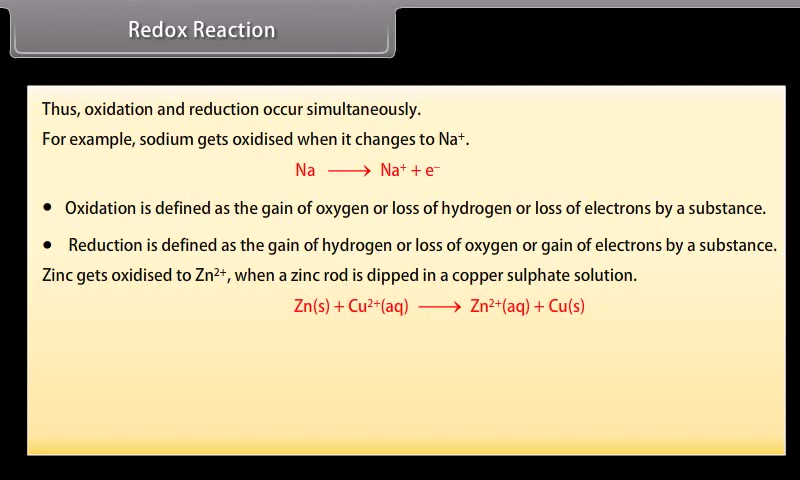 Redox Reaction
Thus, oxidation and reduction occur simultaneously.
For example, sodium gets oxidised when it changes to Na⁺.
Na ⟶ Na⁺ + e⁻
• Oxidation is defined as the gain of oxygen or loss of hydrogen or loss of electrons by a substance.
• Reduction is defined as the gain of hydrogen or loss of oxygen or gain of electrons by a substance.
Zinc gets oxidised to Zn²⁺, when a zinc rod is dipped in a copper sulphate solution.
Zn(s) + Cu²⁺(aq) ⟶ Zn²⁺(aq) + Cu(s)